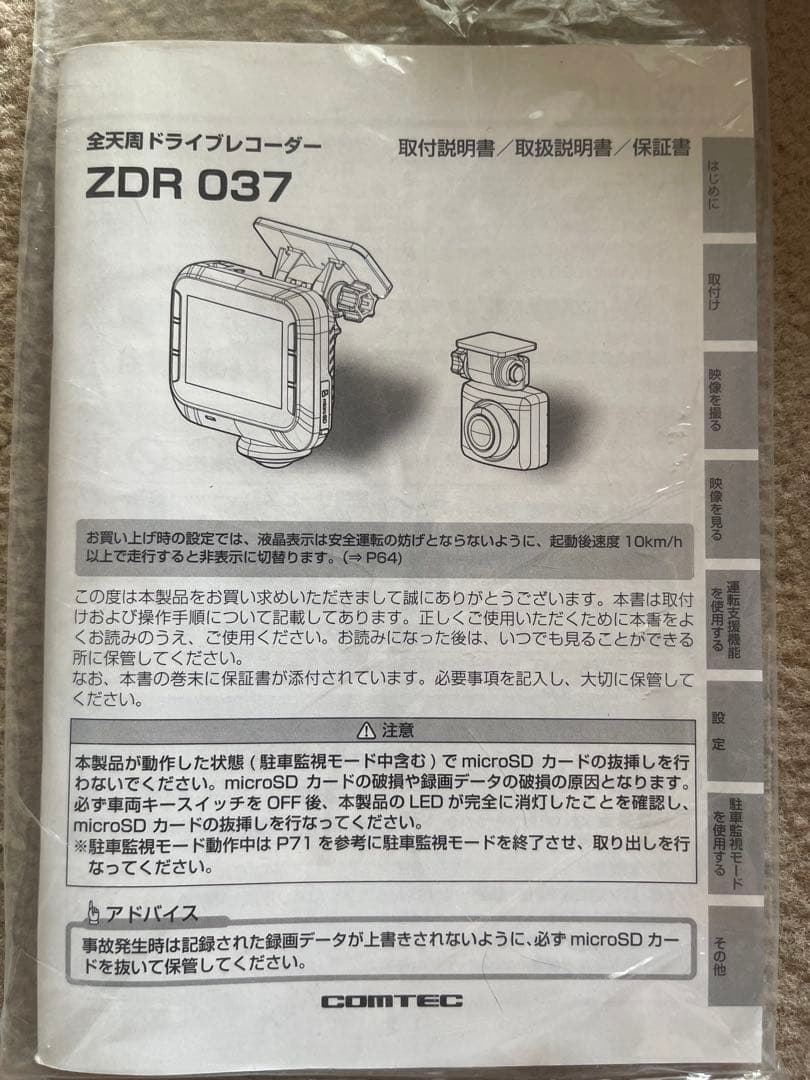 全天周ドライブレコーダー
ZDR 037
取付説明書／取扱説明書／保証書
お買い上げ時の設定では、液晶表示は安全運転の妨げとならないように、起動後速度 10km/h
以上で走行すると非表示に切替ります。(⇒ P64)
この度は本製品をお買い求めいただきまして誠にありがとうございます。本書は取付
けおよび操作手順について記載してあります。正しくご使用いただくために本書をよ
くお読みのうえ、ご使用ください。お読みになった後は、いつでも見ることができる
所に保管してください。
なお、本書の巻末に保証書が添付されています。必要事項を記入し、大切に保管して
ください。
注意
本製品が動作した状態 ( 駐車監視モード中含む ) で microSD カードの抜挿しを行
わないでください。microSD カードの破損や録画データの破損の原因となります。
必ず車両キースイッチを OFF 後、本製品の LED が完全に消灯したことを確認し、
microSD カードの抜挿しを行なってください。
※駐車監視モード動作中は P71 を参考に駐車監視モードを終了させ、取り出しを行
なってください。
アドバイス
事故発生時は記録された録画データが上書きされないように、必ず microSD カー
ドを抜いて保管してください。
COMTEC
はじめに
取付け
映像を撮る
映像を見る
運転支援機能
を使用する
設 定
駐車監視モード
を使用する
その他